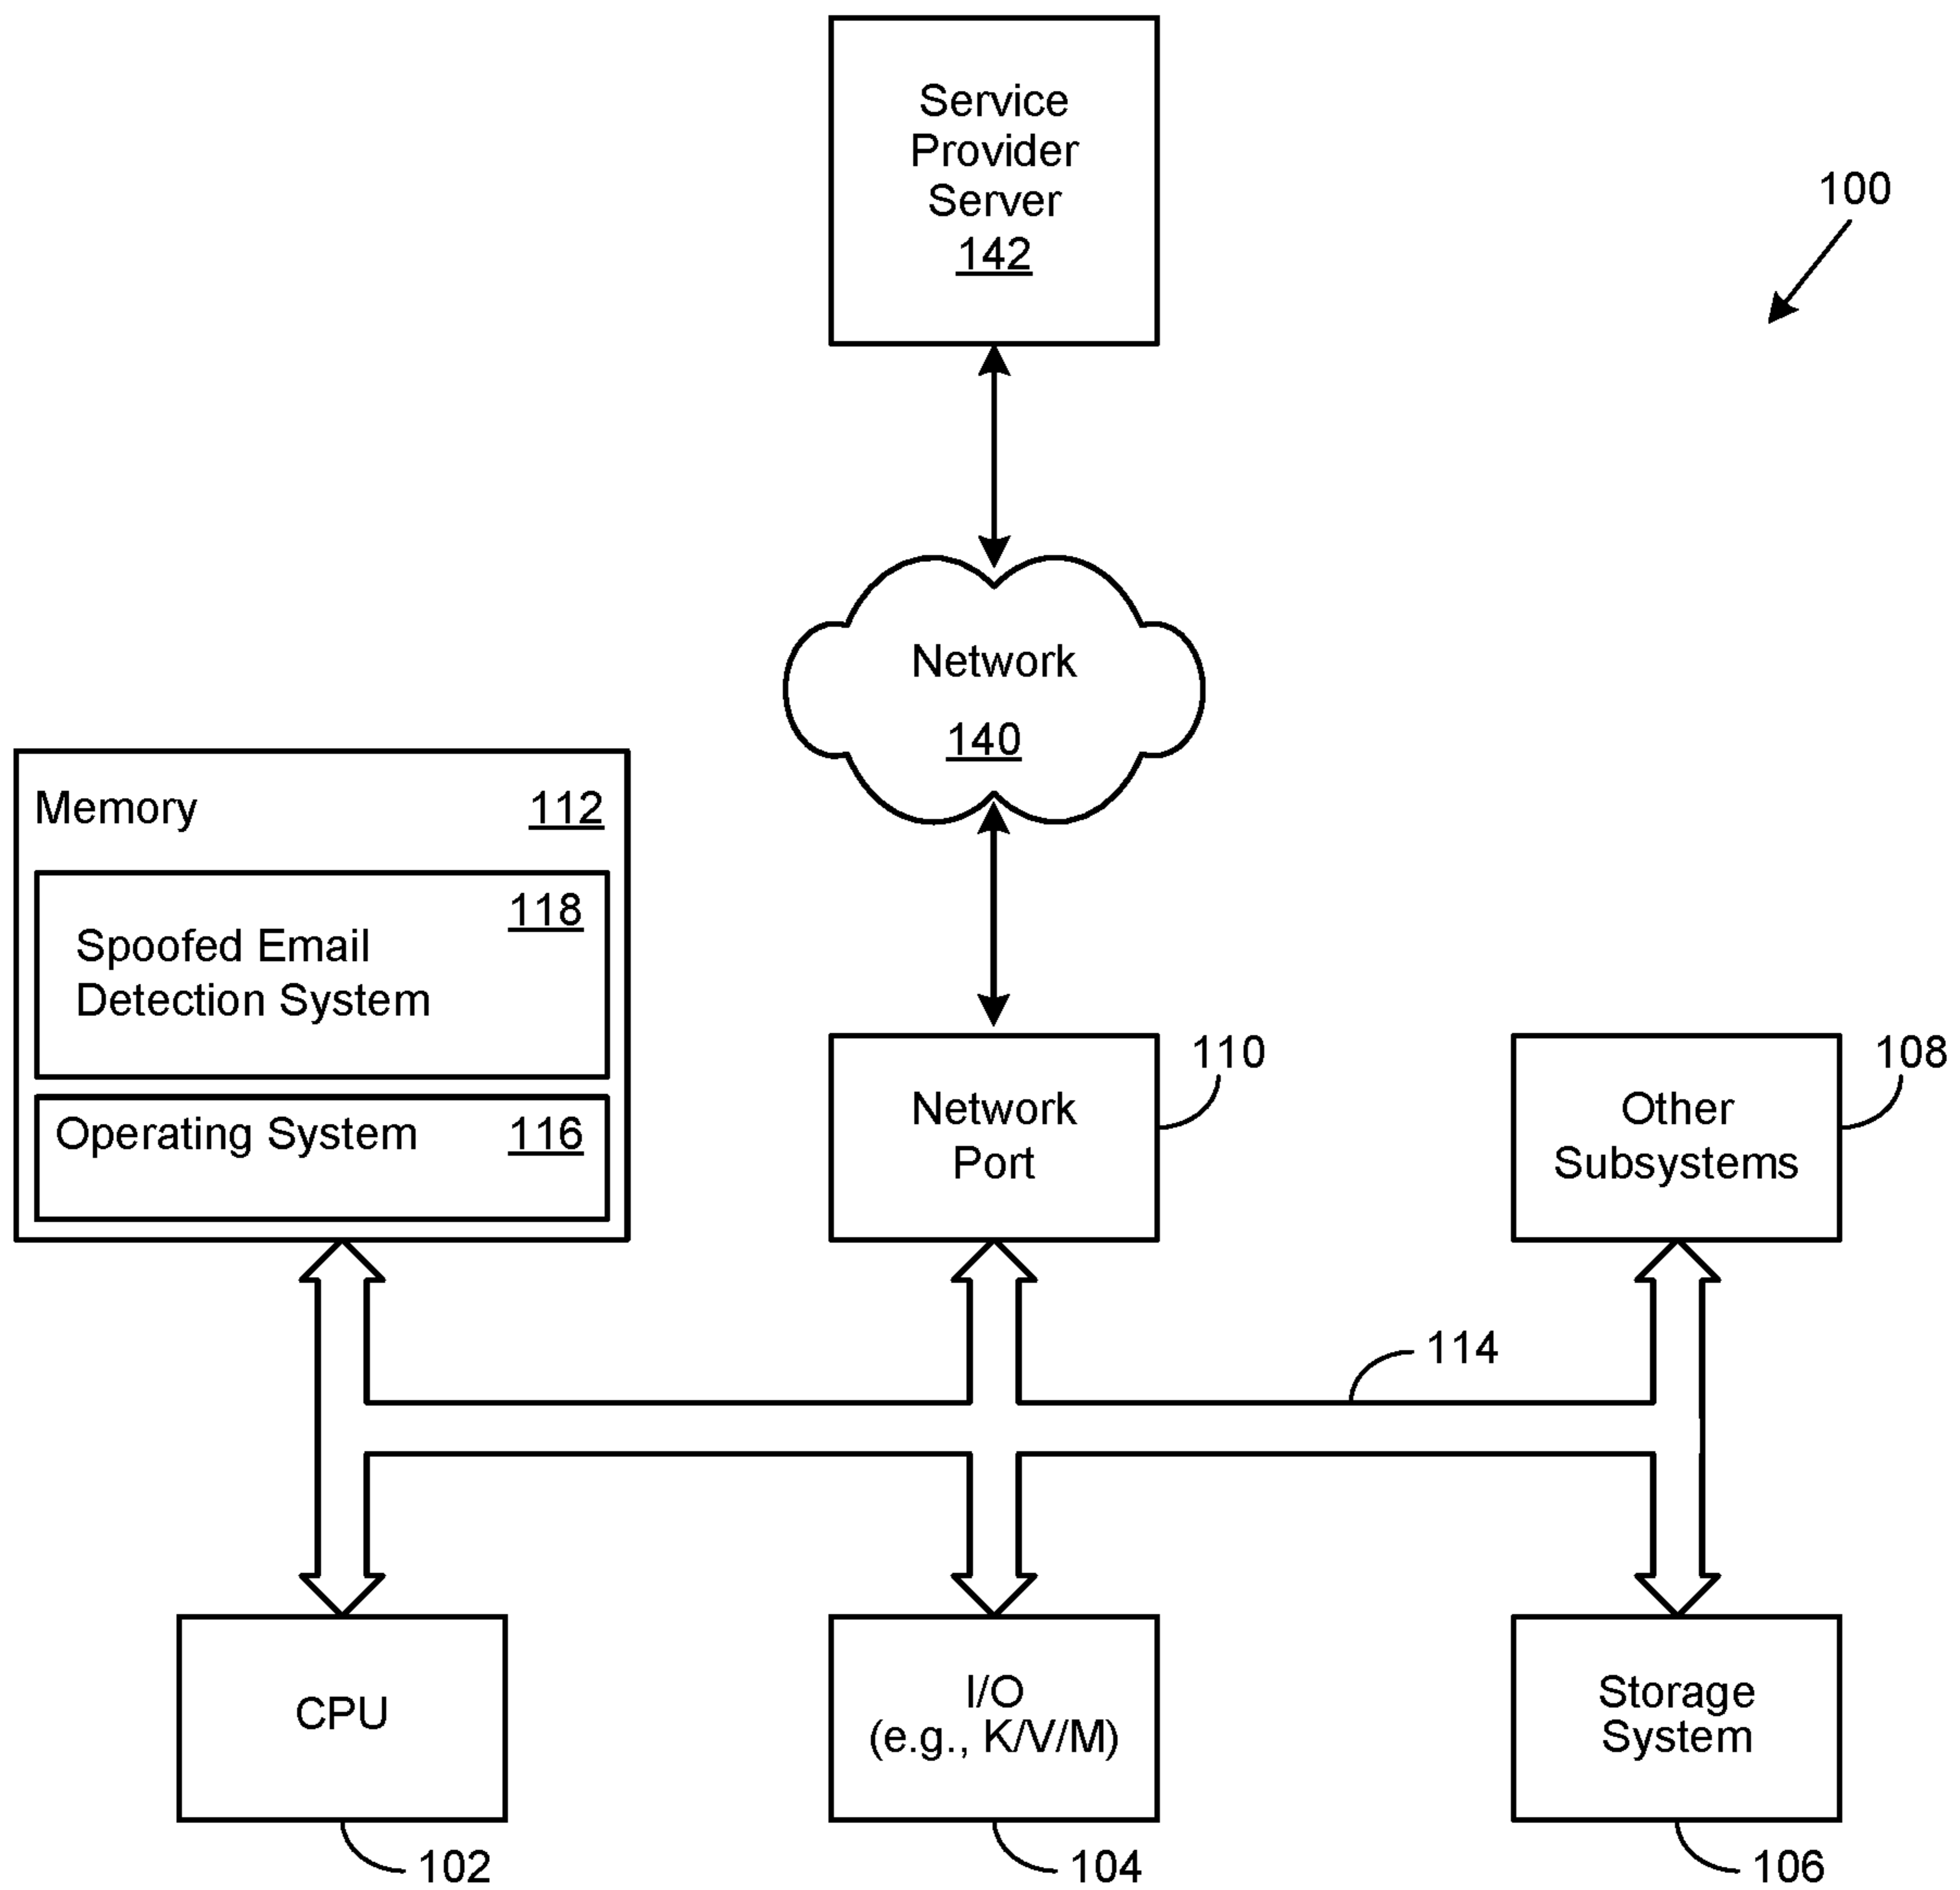 Service
Provider
Server
142
100
Network
140
Memory 112
118
Spoofed Email
Detection System
Operating System 116
110
Network
Port
108
Other
Subsystems
114
CPU
102
I/O
(e.g., K/V/M)
104
Storage
System
106